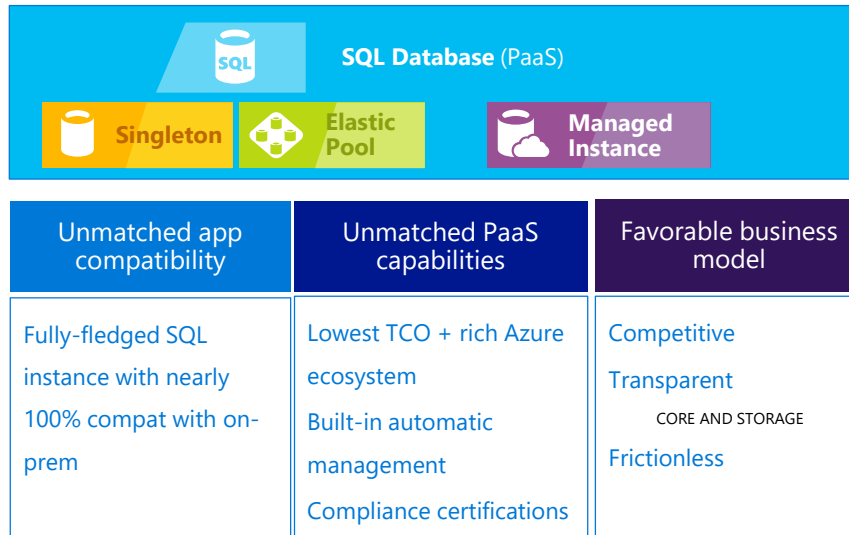 SQL
SQL Database (PaaS)
Singleton
Elastic
Pool
Managed
Instance
Unmatched app
compatibility
Unmatched PaaS
capabilities
Favorable business
model
Fully-fledged SQL
instance with nearly
100% compat with on-
prem
Lowest TCO + rich Azure
ecosystem
Built-in automatic
management
Compliance certifications
Competitive
Transparent
CORE AND STORAGE
Frictionless